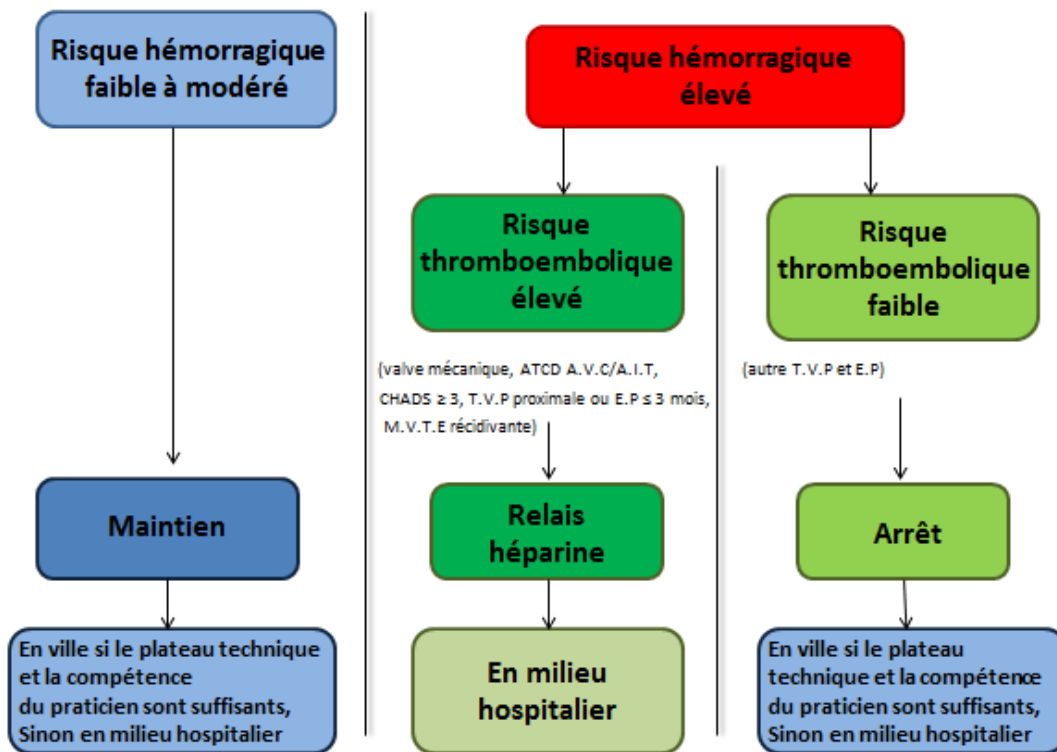 Risque hémorragique
faible à modéré
Maintien
En ville si le plateau technique
et la compétence
du praticien sont suffisants,
Sinon en milieu hospitalier
Risque hémorragique
élevé
Risque
thromboembolique
élevé
(valve mécanique, ATCD A.V.C/A.I.T,
CHADS ≥ 3, T.V.P proximale ou E.P ≤ 3 mois,
M.V.T.E récidivante)
Relais
héparine
En milieu
hospitalier
Risque
thromboembolique
faible
(autre T.V.P et E.P)
Arrêt
En ville si le plateau
technique et la compétence
du praticien sont suffisants,
Sinon en milieu hospitalier